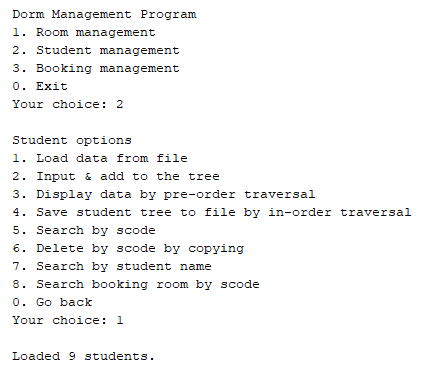 Dorm Management Program
1. Room management
2. Student management
3. Booking management
0. Exit
Your choice: 2
Student options
1. Load data from file
2. Input & add to the tree
3. Display data by pre-order traversal
4. Save student tree to file by in-order traversal
5. Search by scode
6. Delete by scode by copying
7. Search by student name
8. Search booking room by scode
0. Go back
Your choice: 1
Loaded 9 students.